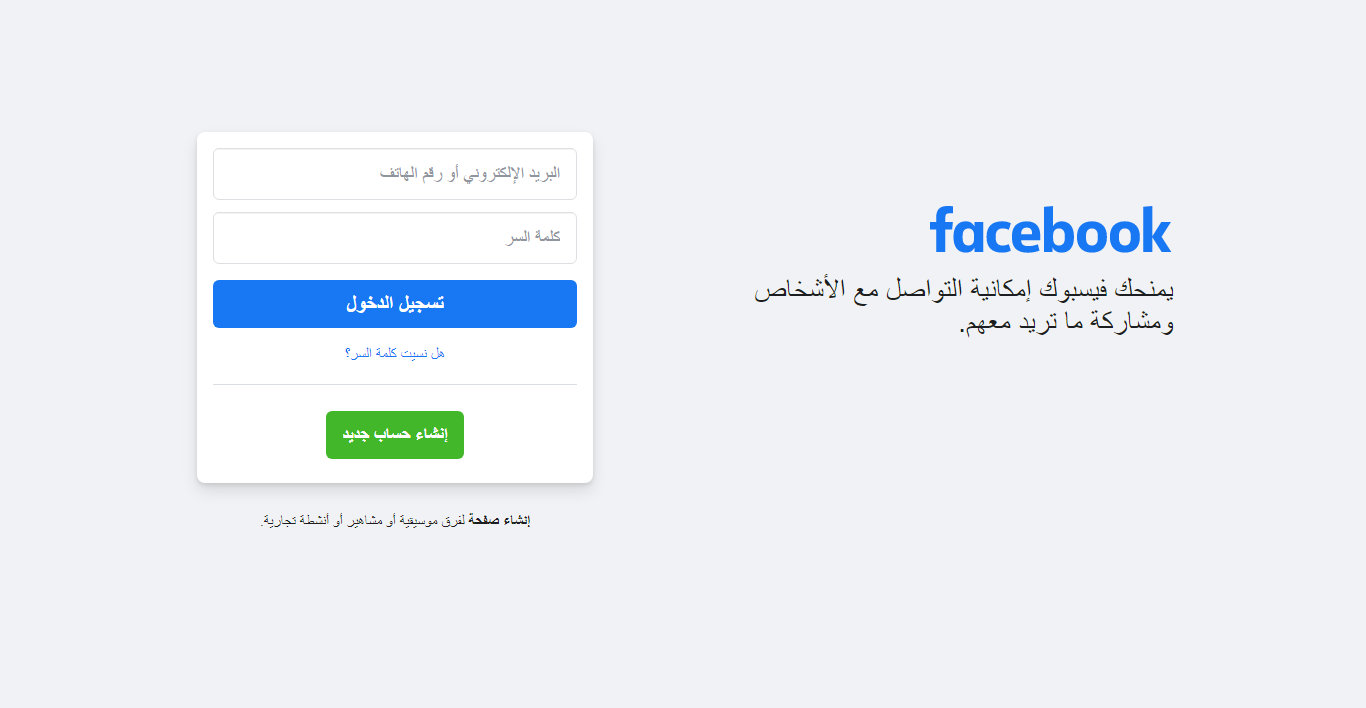 facebook
يمنحك فيسبوك إمكانية التواصل مع الأشخاص
ومشاركة ما تريد معهم.
البريد الإلكتروني أو رقم الهاتف
كلمة السر
تسجيل الدخول
هل نسيت كلمة السر؟
إنشاء حساب جديد
إنشاء صفحة لفرق موسيقية أو مشاهير أو أنشطة تجارية.